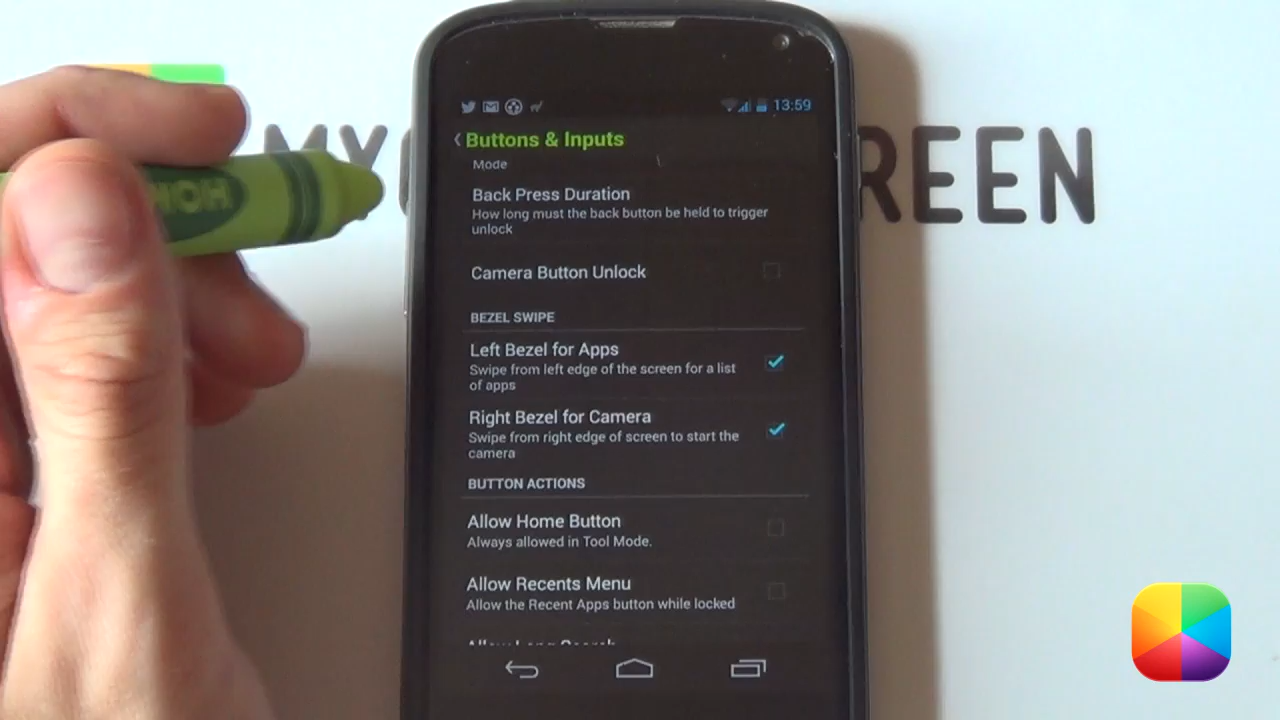 13:59
MY REEN
HOH
Buttons & Inputs
Mode
Back Press Duration
How long must the back button be held to trigger
unlock
Camera Button Unlock
BEZEL SWIPE
Left Bezel for Apps
Swipe from left edge of the screen for a list
of apps
Right Bezel for Camera
Swipe from right edge of screen to start the
camera
BUTTON ACTIONS
Allow Home Button
Always allowed in Tool Mode.
Allow Recents Menu
Allow the Recent Apps button while locked